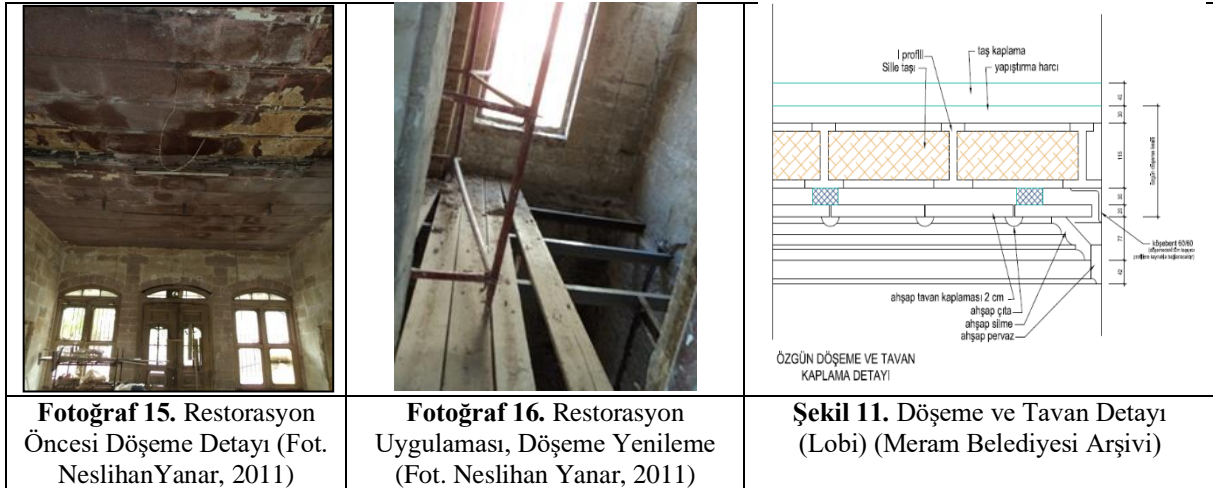 I profili
Sille taşı
taş kaplama
yapıştırma harcı
köşebent 60/60
ahşap tavan kaplaması 2 cm
ahşap çıta
ahşap silme
ahşap pervaz
ÖZGÜN DÖŞEME VE TAVAN
KAPLAMA DETAYI
Fotoğraf 15. Restorasyon
Öncesi Döşeme Detayı (Fot.
NeslihanYanar, 2011)
Fotoğraf 16. Restorasyon
Uygulaması, Döşeme Yenileme
(Fot. Neslihan Yanar, 2011)
Şekil 11. Döşeme ve Tavan Detayı
(Lobi) (Meram Belediyesi Arşivi)